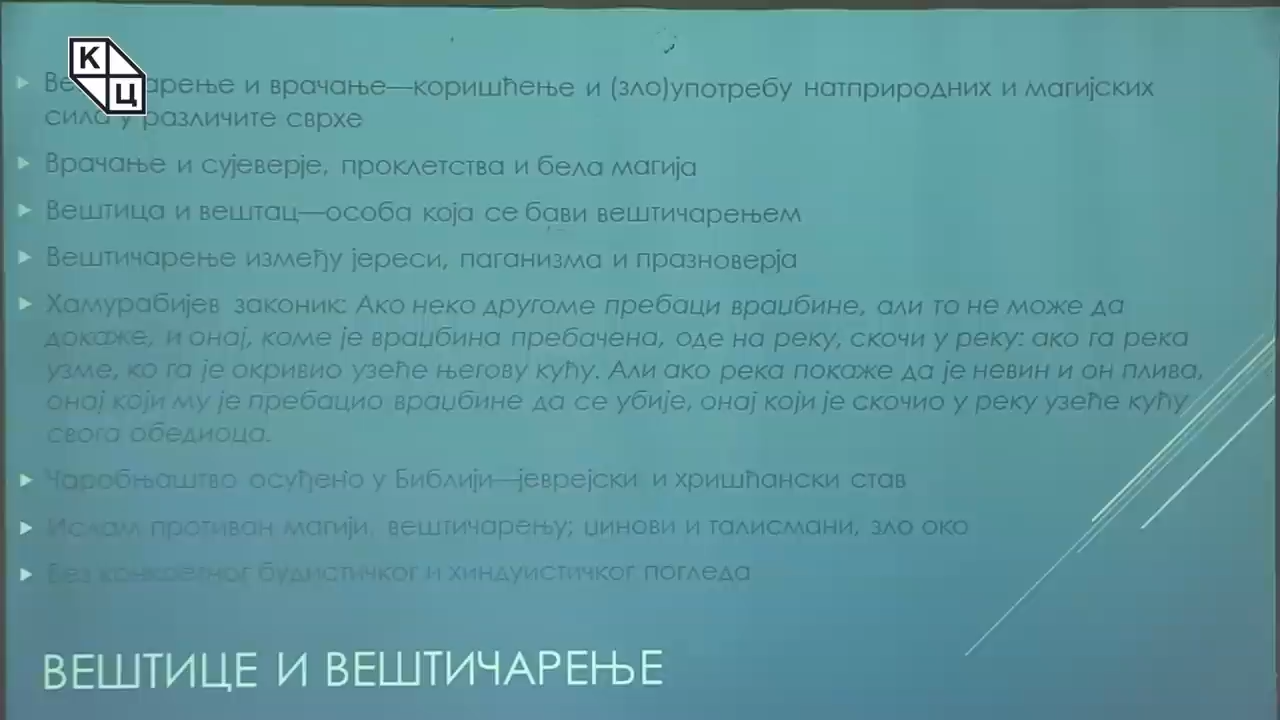 К
Ц
и врачање—коришћење и (зло)употребу натприродних и магијских
сила у различите сврхе
Врачање и сујеверје, проклетства и бела магија
Вештица и вештац—особа која се бави вештичарењем
Вештичарење између јереси, паганизма и празноверја
Хамурабијев законик: Ако неко другоме пребаци враџбине, али то не може да
докаже, и онај, коме је враџбина пребачена, оде на реку, скочи у реку: ако га река
узме, ко га је окривио узеће његову кућу. Али ако река покаже да је невин и он плива,
онај који му је пребацио враџбине да се убије, онај који је скочио у реку узеће кућу
свога обедиоца.
Чаробњаштво осуђено у Библији—јеврејски и хришћански став
Ислам противан магији, вештичарењу; џинови и талисмани, зло око
Без конкретног будистичког и хиндуистичког погледа
ВЕШТИЦЕ И ВЕШТИЧАРЕЊЕ